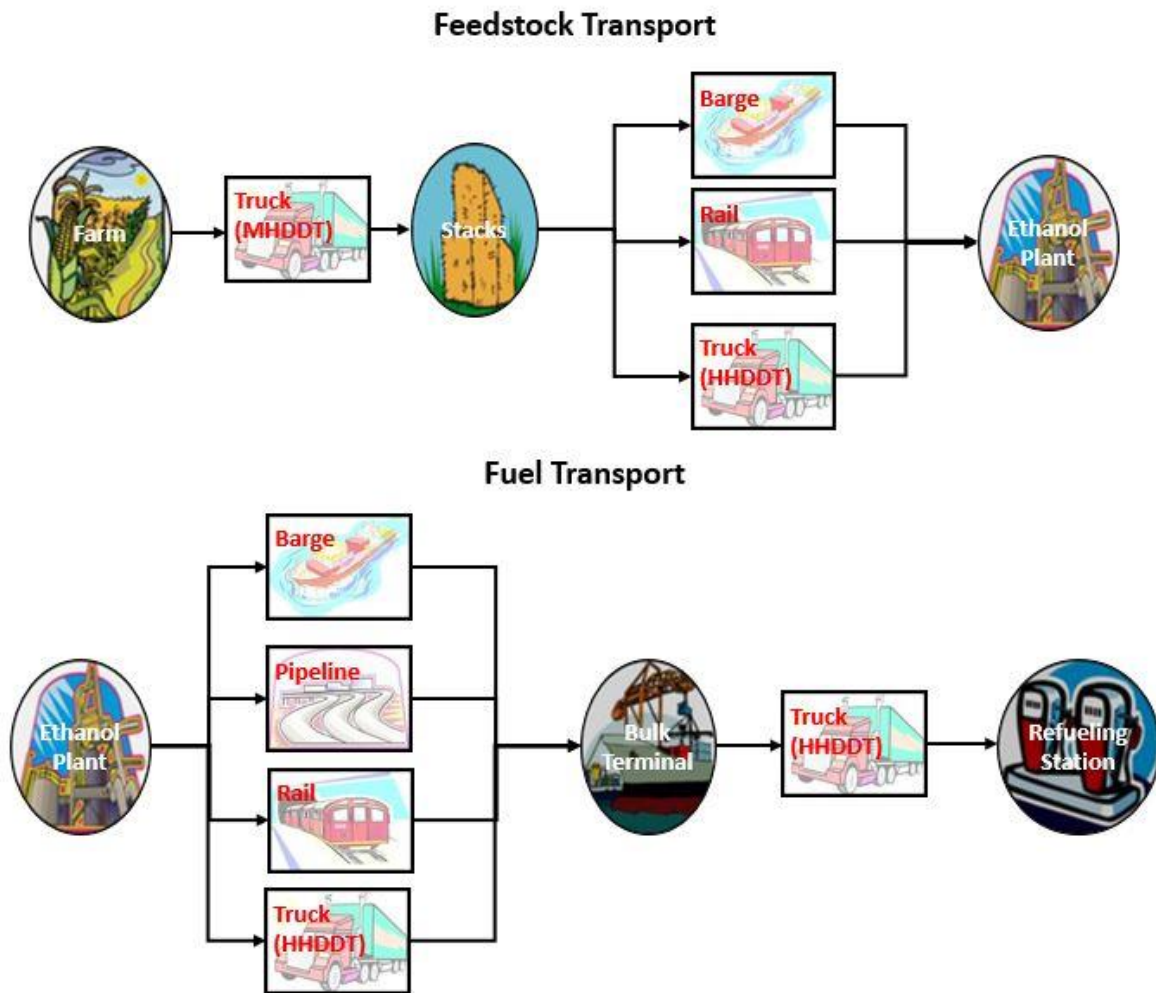 Feedstock Transport
Barge
Farm
Truck
(MHDDT)
Stacks
Rail
Ethanol
Plant
Truck
(HHDDT)
Fuel Transport
Barge
Pipeline
Ethanol
Plant
Rail
Truck
(HHDDT)
Bulk
Terminal
Truck
(HHDDT)
Refueling
Station